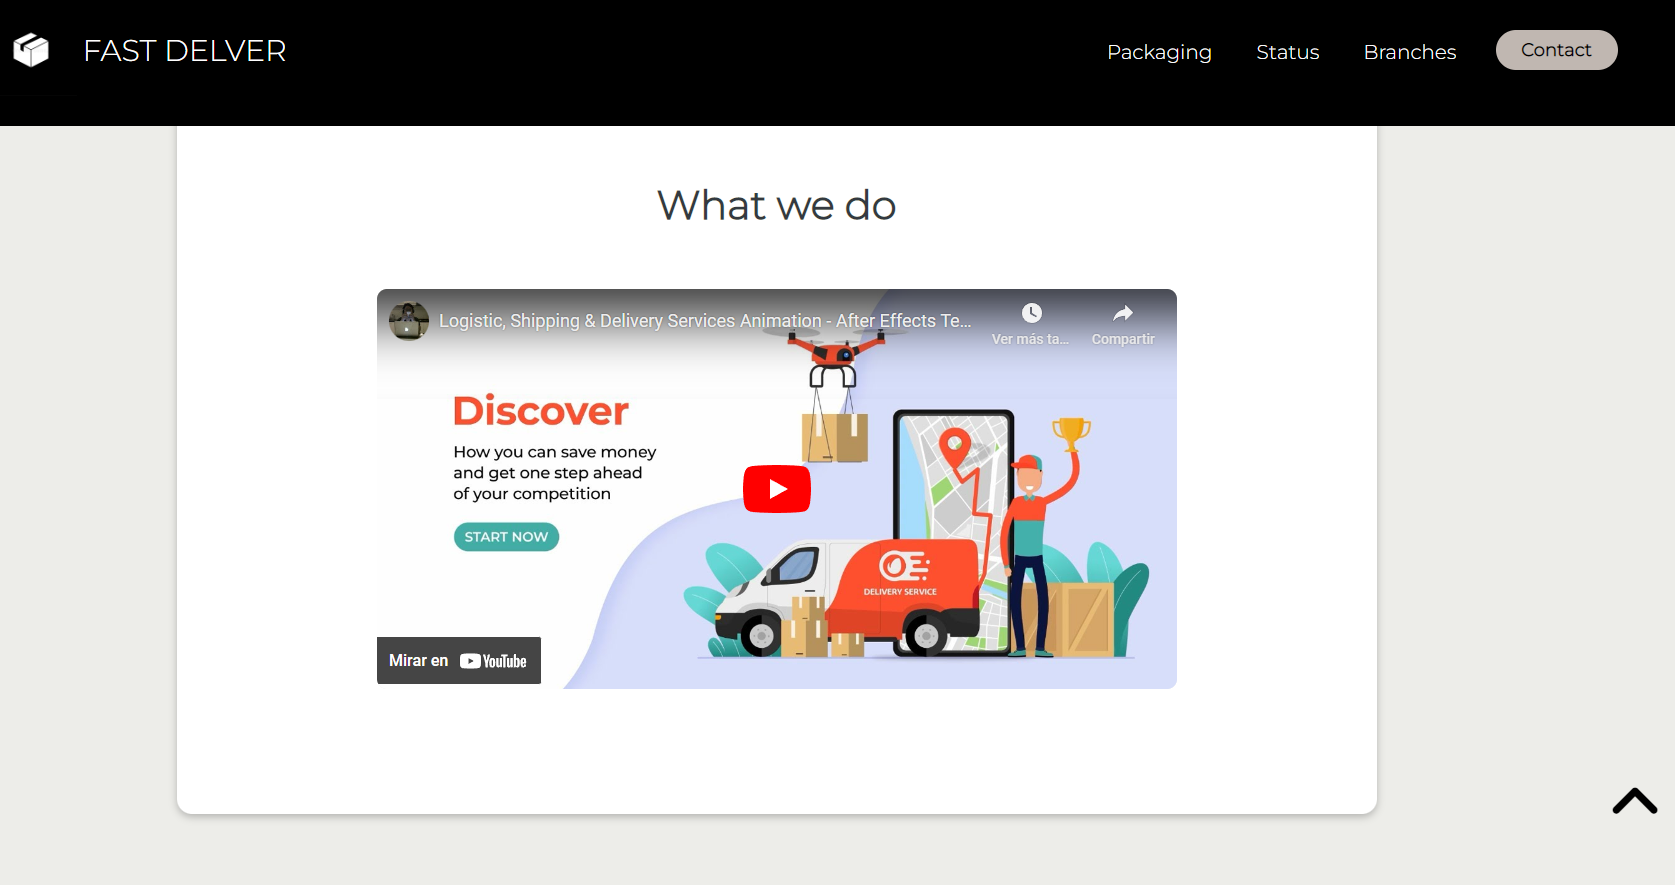 FAST DELVER
Packaging
Status
Branches
Contact
What we do
Logistic, Shipping & Delivery Services Animation - After Effects Te...
Ver más ta...
Compartir
Discover
How you can save money
and get one step ahead
of your competition
START NOW
DELIVERY SERVICE
Mirar en YouTube